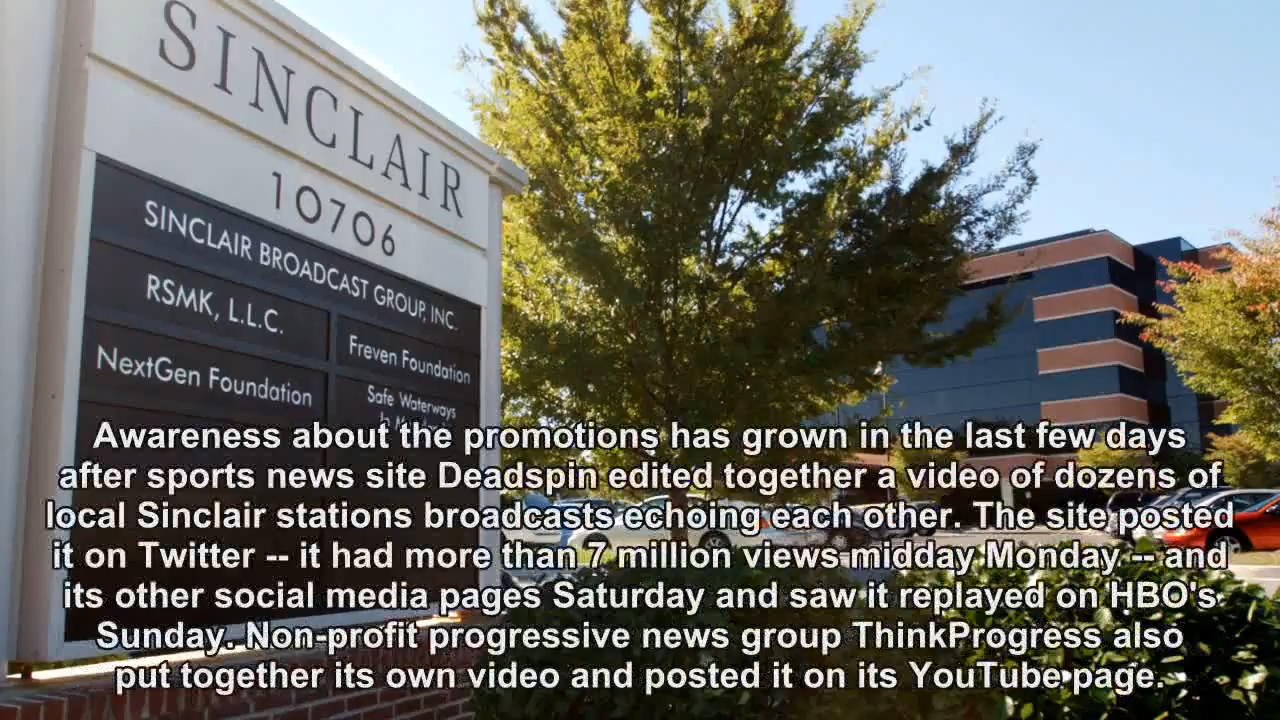 SINCLAIR
10706
SINCLAIR BROADCAST GROUP, INC.
RSMK, L.L.C.
Freven Foundation
NextGen Foundation
Safe Waterways
Awareness about the promotions has grown in the last few days
after sports news site Deadspin edited together a video of dozens of
local Sinclair stations broadcasts echoing each other. The site posted
it on Twitter -- it had more than 7 million views midday Monday -- and
its other social media pages Saturday and saw it replayed on HBO's
Sunday. Non-profit progressive news group ThinkProgress also
put together its own video and posted it on its YouTube page.